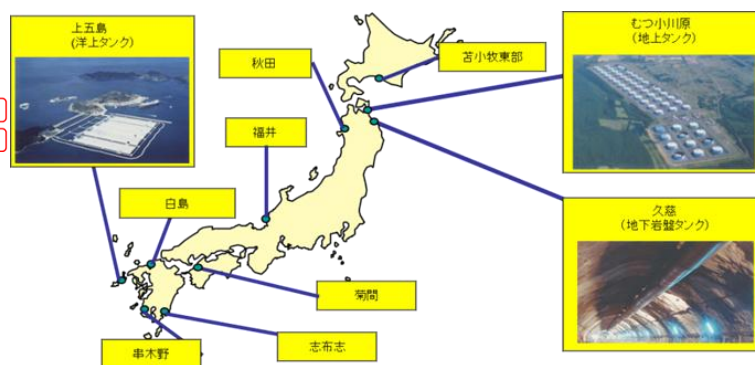 上五島
(洋上タンク)
秋田
苫小牧東部
むつ小川原
(地上タンク)
福井
白島
久慈
(地下岩盤タンク)
菊間
串木野
志布志